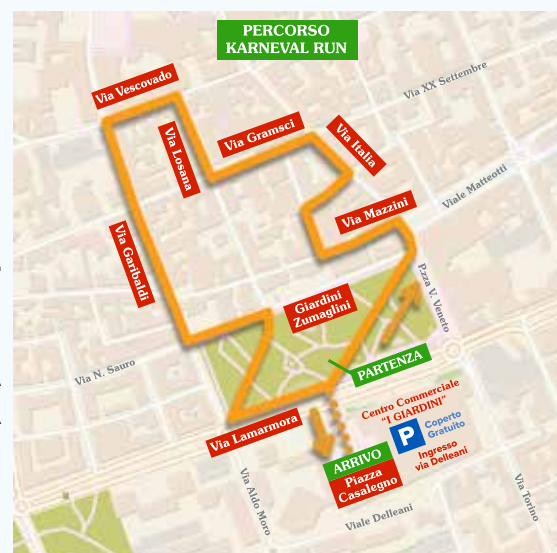 PERCORSO
KARNEVAL RUN
Via XX Settembre
Via Vescovado
Via Gramsci
Via Italia
Via Losana
Viale Matteotti
Via Mazzini
Via Garibaldi
P.zza V. Veneto
Giardini
Zumaglini
PARTENZA
Via N. Sauro
Centro Commerciale
"I GIARDINI"
P
Coperto
Gratuito
Ingresso
via Delleani
Via Lamarmora
ARRIVO
Piazza
Casalegno
Via Aldo Moro
Viale Delleani
Via Torino